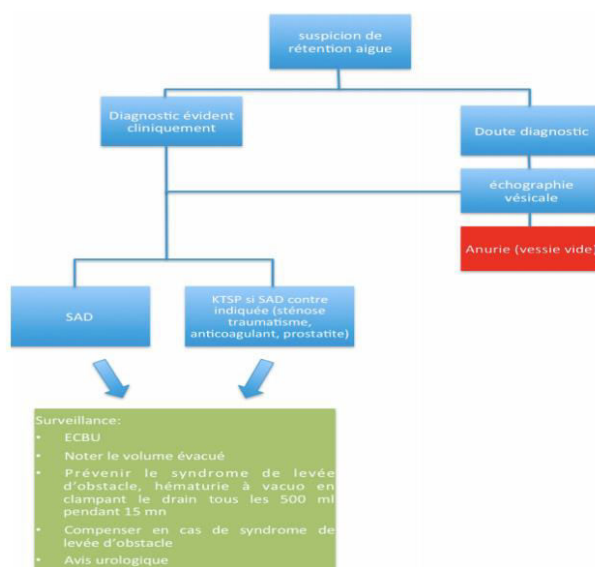 suspicion de
rétention aigue
Diagnostic évident
cliniquement
Doute diagnostic
échographie
vésicale
Anurie (vessie vide)
SAD
KTSP si SAD contre
indiquée (sténose
traumatisme,
anticoagulant, prostatite)
Surveillance:
• ECBU
• Noter le volume évacué
• Prévenir le syndrome de levée
d'obstacle, hématurie à vacuo en
clampant le drain tous les 500 ml
pendant 15 mn
• Compenser en cas de syndrome de
levée d'obstacle
• Avis urologique